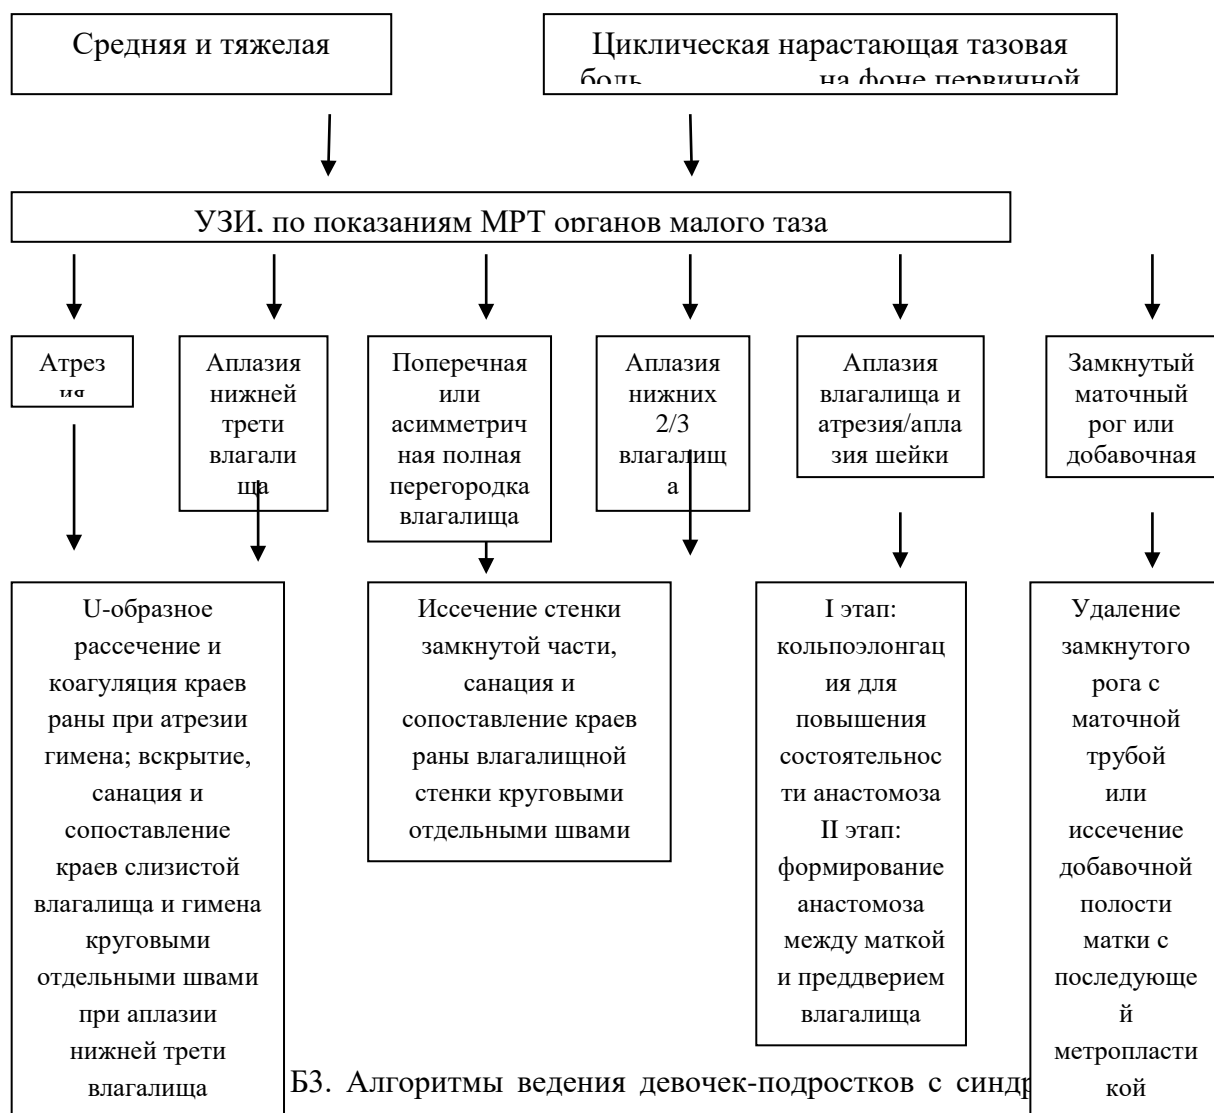 Средняя и тяжелая
Циклическая нарастающая тазовая
боль на фоне первичной
УЗИ, по показаниям МРТ органов малого таза
Атрез
ия
Аплазия
нижней
трети
влагали
ща
Поперечная
или
асимметрич
ная полная
перегородка
влагалища
Аплазия
нижних
2/3
влагалищ
а
Аплазия
влагалища и
атрезия/апла
зия шейки
Замкнутый
маточный
рог или
добавочная
U-образное
рассечение и
коагуляция краев
раны при атрезии
гимена; вскрытие,
санация и
сопоставление
краев слизистой
влагалища и гимена
круговыми
отдельными швами
при аплазии
нижней трети
влагалища
Иссечение стенки
замкнутой части,
санация и
сопоставление краев
раны влагалищной
стенки круговыми
отдельными швами
I этап:
кольпоэлонгац
ия для
повышения
состоятельнос
ти анастомоза
II этап:
формирование
анастомоза
между маткой
и преддверием
влагалища
Удаление
замкнутого
рога с
маточной
трубой
или
иссечение
добавочной
полости
матки с
последующе
й
метропласти
кой
Б3. Алгоритмы ведения девочек-подростков с синдр